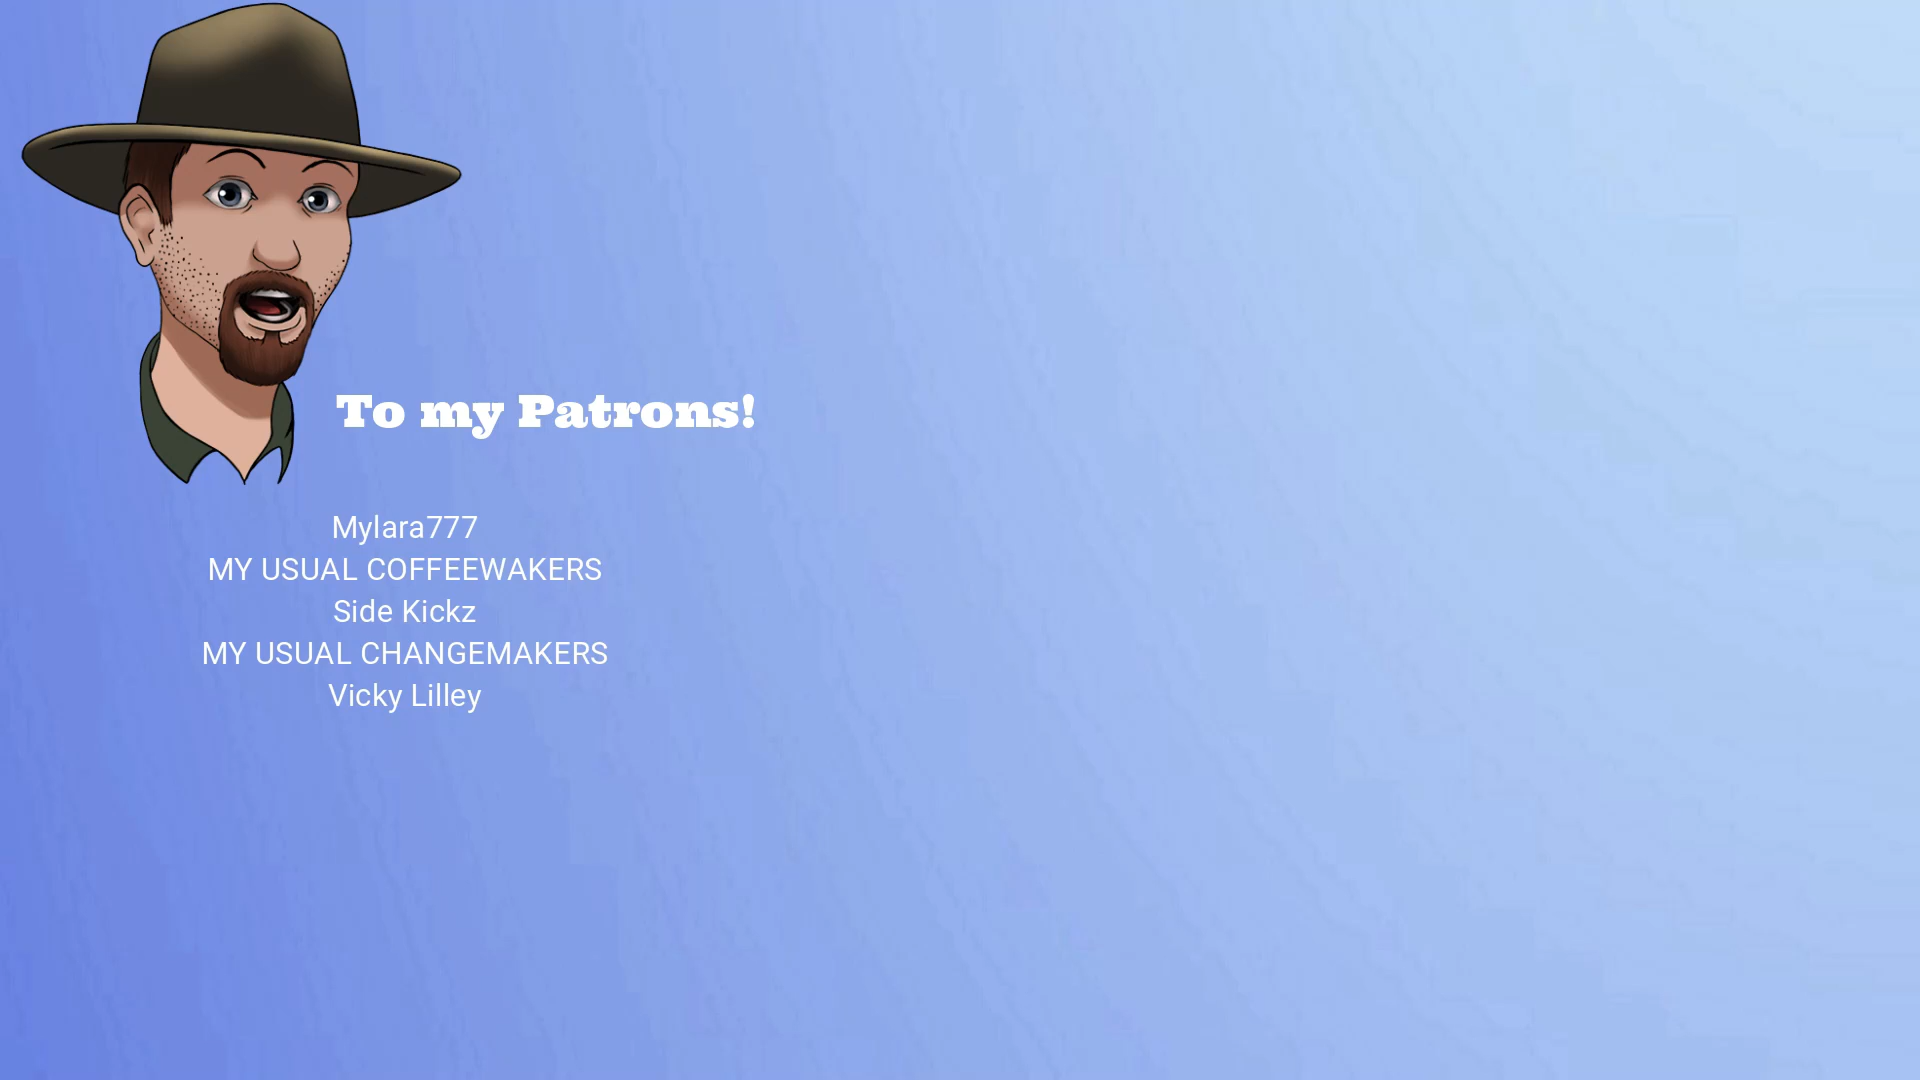 To my Patrons!
Mylara777
MY USUAL COFFEEWAKERS
Side Kickz
MY USUAL CHANGEMAKERS
Vicky Lilley